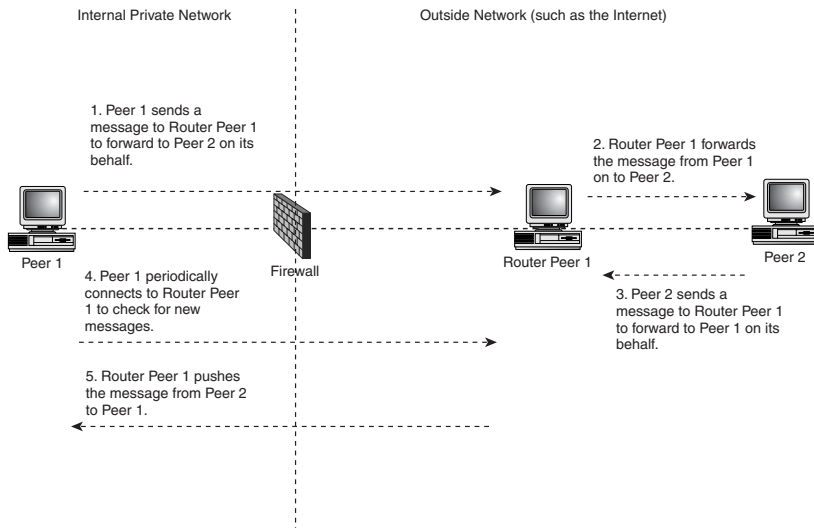 Internal Private Network
Outside Network (such as the Internet)
1. Peer 1 sends a
message to Router Peer 1
to forward to Peer 2 on its
behalf.
2. Router Peer 1 forwards
the message from Peer 1
on to Peer 2.
Peer 1
Firewall
Router Peer 1
Peer 2
4. Peer 1 periodically
connects to Router Peer
1 to check for new
messages.
3. Peer 2 sends a
message to Router Peer 1
to forward to Peer 1 on its
behalf.
5. Router Peer 1 pushes
the message from Peer 2
to Peer 1.